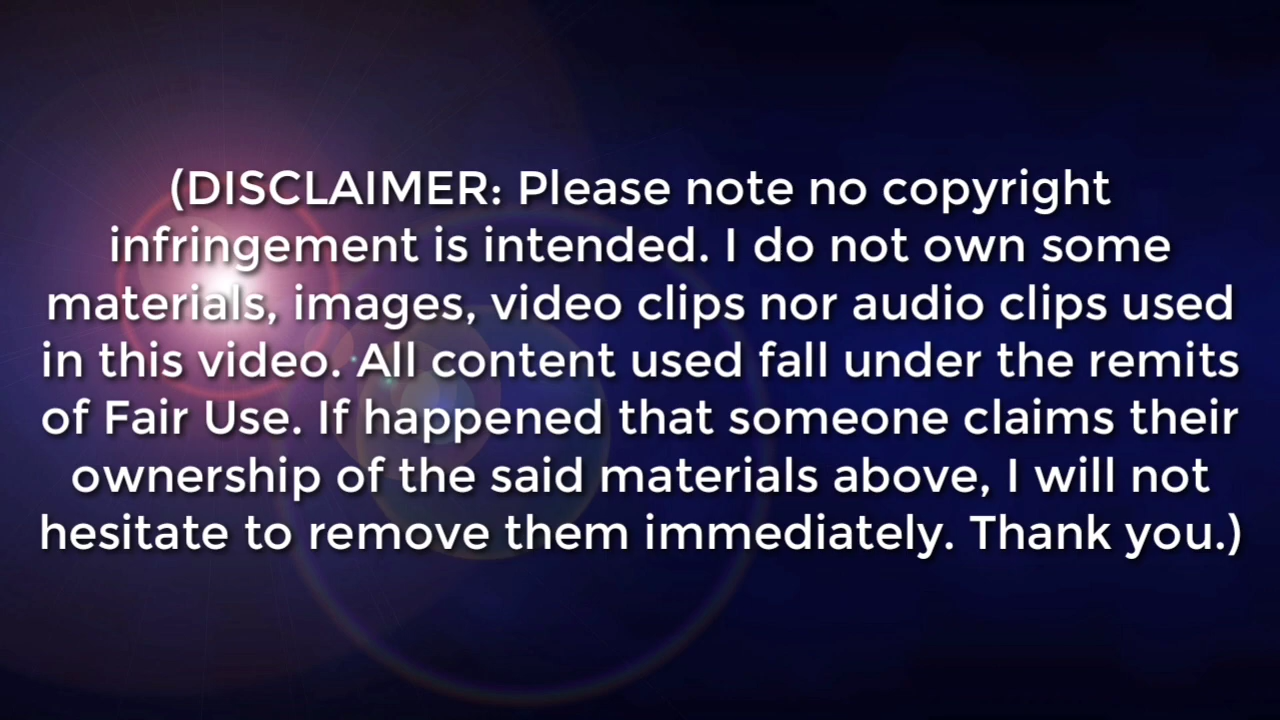 (DISCLAIMER: Please note no copyright
infringement is intended. I do not own some
materials, images, video clips nor audio clips used
in this video. All content used fall under the remits
of Fair Use. If happened that someone claims their
ownership of the said materials above, I will not
hesitate to remove them immediately. Thank you.)